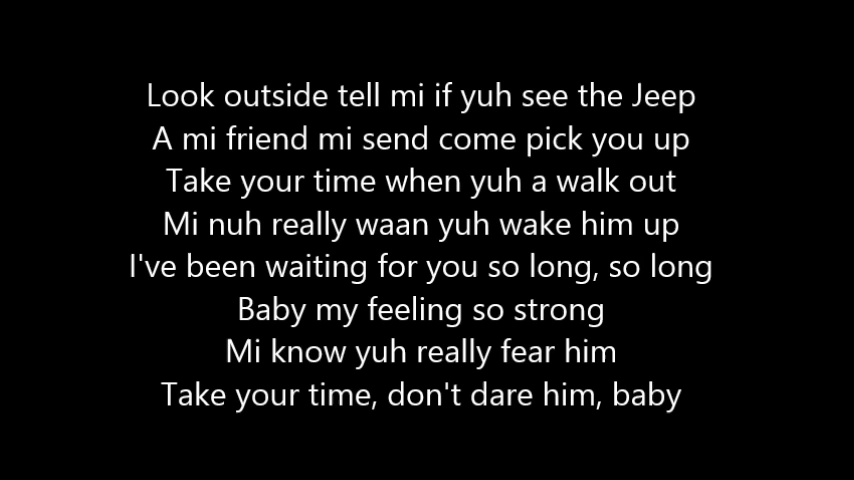 Look outside tell mi if yuh see the Jeep
A mi friend mi send come pick you up
Take your time when yuh a walk out
Mi nuh really waan yuh wake him up
I've been waiting for you so long, so long
Baby my feeling so strong
Mi know yuh really fear him
Take your time, don't dare him, baby